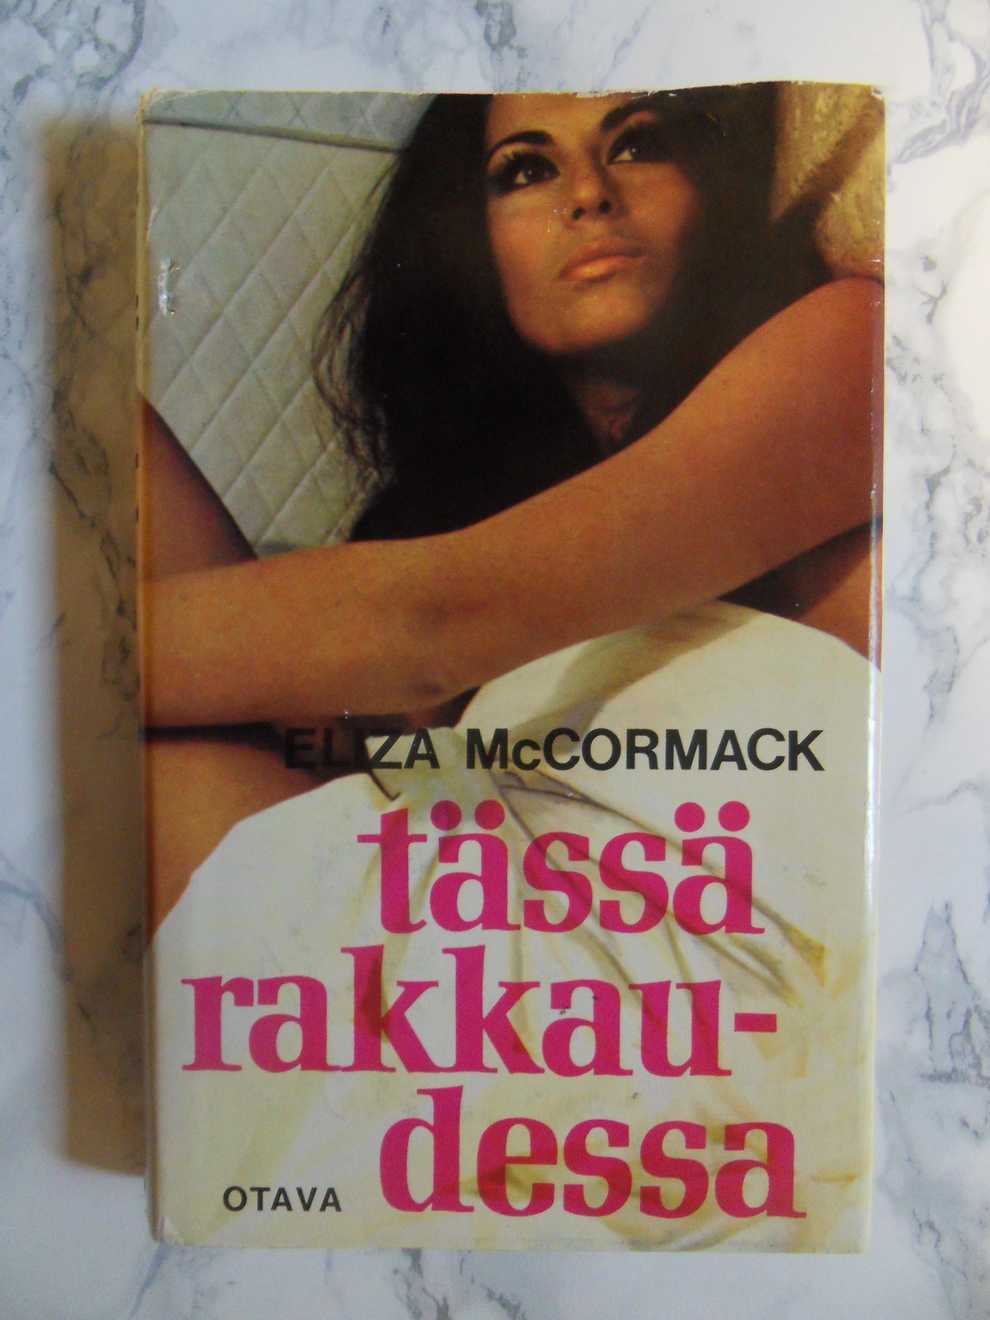 ELIZA McCORMACK
tässä
rakkau-
dessa
OTAVA